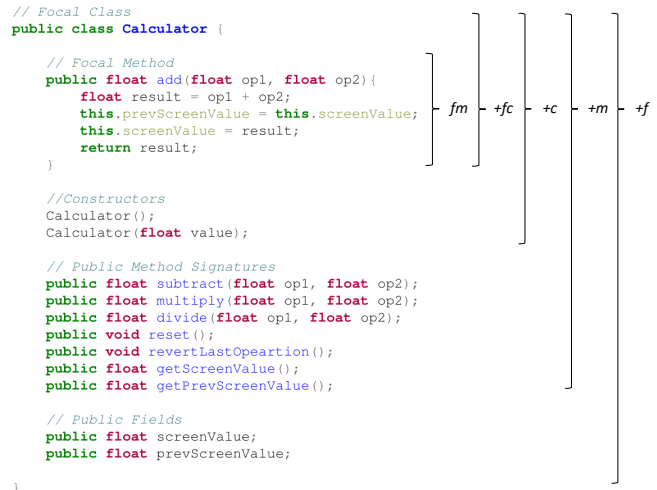 // Focal Class
public class Calculator {
// Focal Method
public float add(float op1, float op2){
float result = op1 + op2;
this.prevScreenValue = this.screenValue;
this.screenValue = result;
return result;
}
fm +fc +c +m +f
//Constructors
Calculator();
Calculator(float value);
// Public Method Signatures
public float subtract(float op1, float op2);
public float multiply(float op1, float op2);
public float divide(float op1, float op2);
public void reset();
public void revertLastOpeartion();
public float getScreenValue();
public float getPrevScreenValue();
// Public Fields
public float screenValue;
public float prevScreenValue;
}